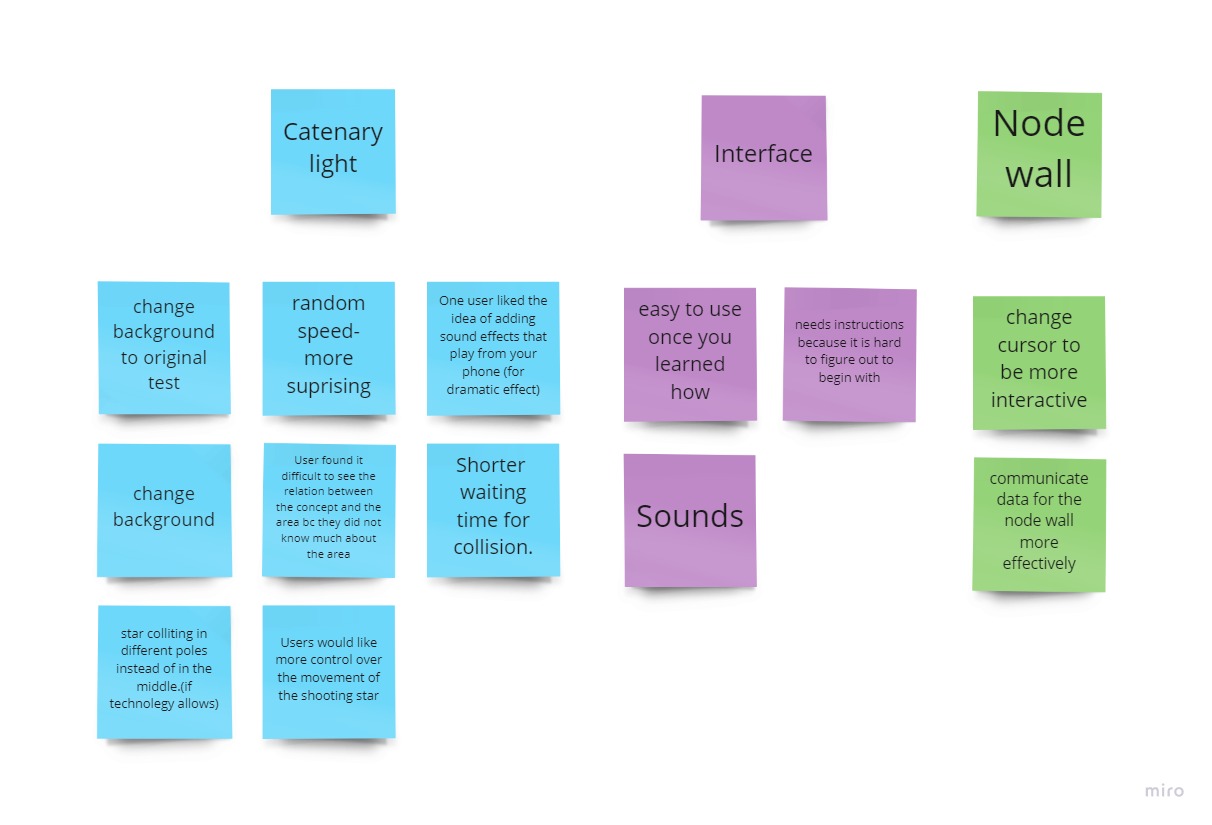 Catenary
light
Interface
Node
wall
change
background
to original
test
random
speed-
more
suprising
One user liked the
idea of adding
sound effects that
play from your
phone (for
dramatic effect)
easy to use
once you
learned
how
needs instructions
because it is hard
to figure out to
begin with
change
cursor to
be more
interactive
change
background
User found it
difficult to see the
relation between
the concept and the
area bc they did not
know much about
the area
Shorter
waiting
time for
collision.
Sounds
communicate
data for the
node wall
more
effectively
star colliting in
different poles
instead of in the
middle.(if
technolegy allows)
Users would like
more control over
the movement of
the shooting star
miro